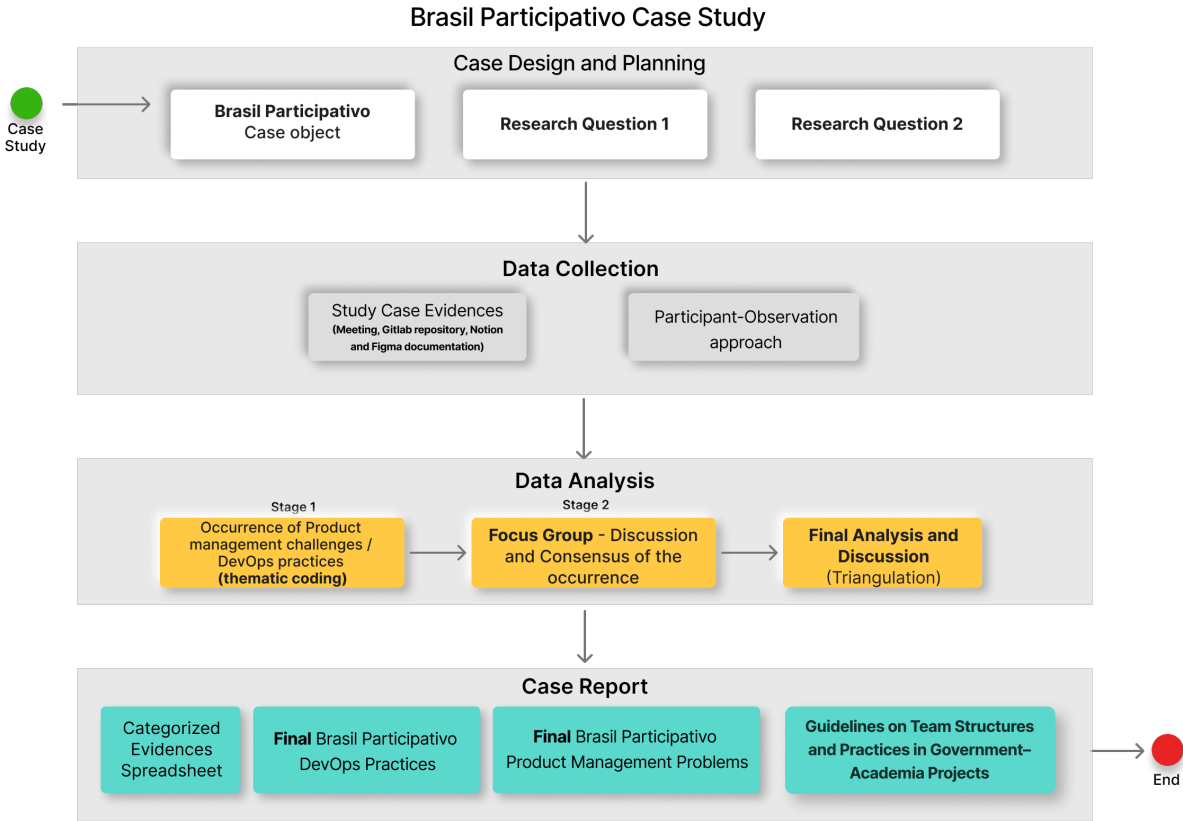 Brasil Participativo Case Study
Case Design and Planning
Case
Study
Brasil Participativo
Case object
Research Question 1
Research Question 2
Data Collection
Study Case Evidences
(Meeting, Gitlab repository, Notion
and Figma documentation)
Participant-Observation
approach
Data Analysis
Stage 1
Occurrence of Product
management challenges /
DevOps practices
(thematic coding)
Stage 2
Focus Group - Discussion
and Consensus of the
occurrence
Final Analysis and
Discussion
(Triangulation)
Case Report
Categorized
Evidences
Spreadsheet
Final Brasil Participativo
DevOps Practices
Final Brasil Participativo
Product Management Problems
Guidelines on Team Structures
and Practices in Government–
Academia Projects
End